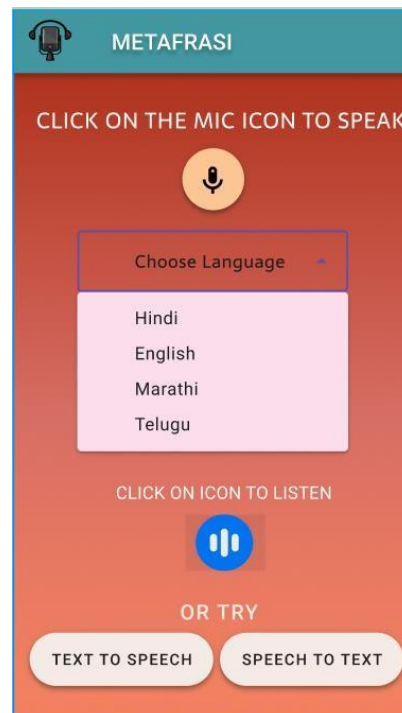 METAFRASI
CLICK ON THE MIC ICON TO SPEAK
Choose Language
Hindi
English
Marathi
Telugu
CLICK ON ICON TO LISTEN
OR TRY
TEXT TO SPEECH SPEECH TO TEXT